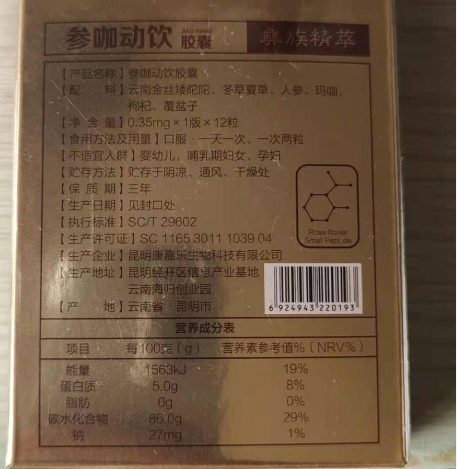 参咖动饮 胶囊 彝族精萃
【产品名称】参咖动饮胶囊
【配 料】云南金丝矮陀陀、冬草夏草、人参、玛咖、
枸杞、覆盆子
【净 含 量】0.35mg×1版×12粒
【食用方法及用量】口服·一天一次、一次两粒
【不适宜人群】婴幼儿，哺乳期妇女、孕妇
【贮存方法】贮存于阴凉、通风、干燥处
【保 质 期】三年
【生产日期】见封口处
【执行标准】SC/T 29602
【生产许可证】SC 1165 3011 1039 04
【生产企业】昆明康嘉乐生物科技有限公司
【生产地址】昆明经开区信息产业基地
云南海归创业园
【产 地】云南省·昆明市
Rose flower
Small Pept de
6 924943 220193
营养成分表
项目 每100克（g） 营养素参考值%（NRV%）
能量 1563kJ 19%
蛋白质 5.0g 8%
脂肪 0g 0%
碳水化合物 86.0g 29%
钠 27mg 1%